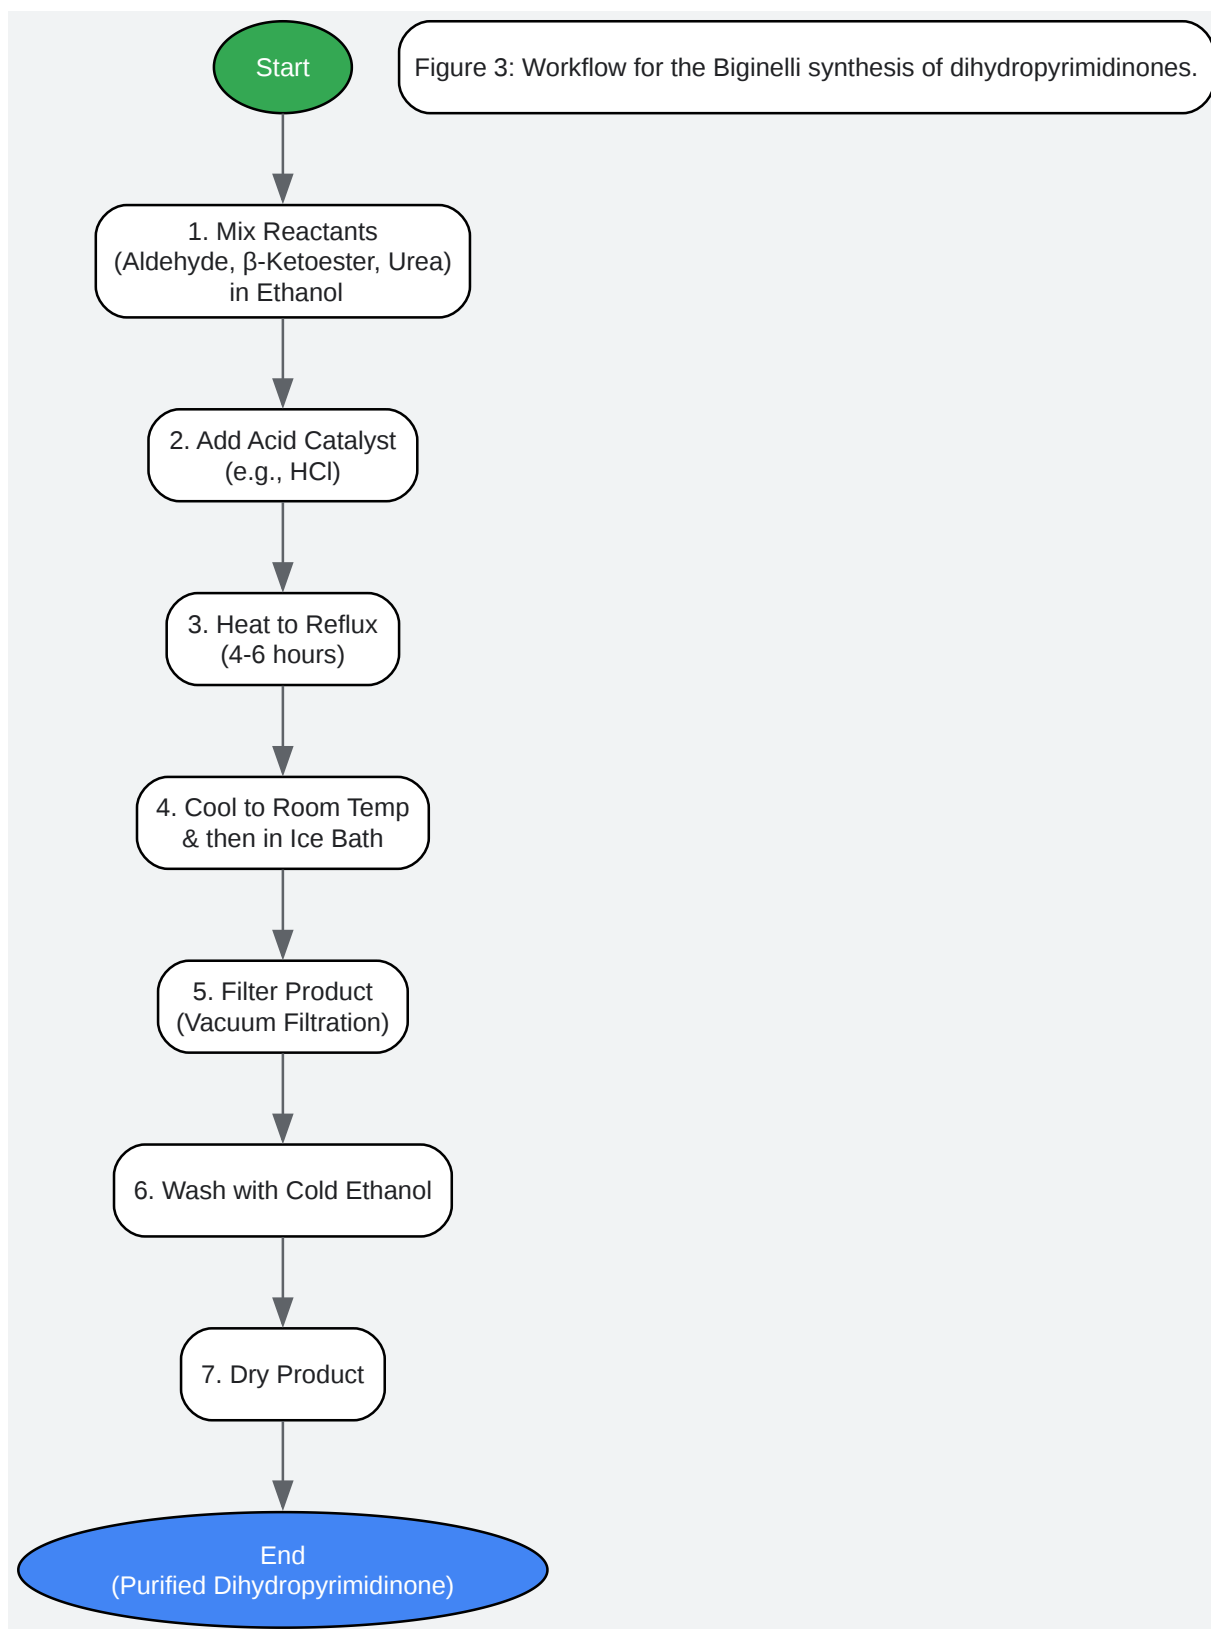 Start
Figure 3: Workflow for the Biginelli synthesis of dihydropyrimidinones.
1. Mix Reactants
(Aldehyde, β-Ketoester, Urea)
in Ethanol
2. Add Acid Catalyst
(e.g., HCl)
3. Heat to Reflux
(4-6 hours)
4. Cool to Room Temp
& then in Ice Bath
5. Filter Product
(Vacuum Filtration)
6. Wash with Cold Ethanol
7. Dry Product
End
(Purified Dihydropyrimidinone)